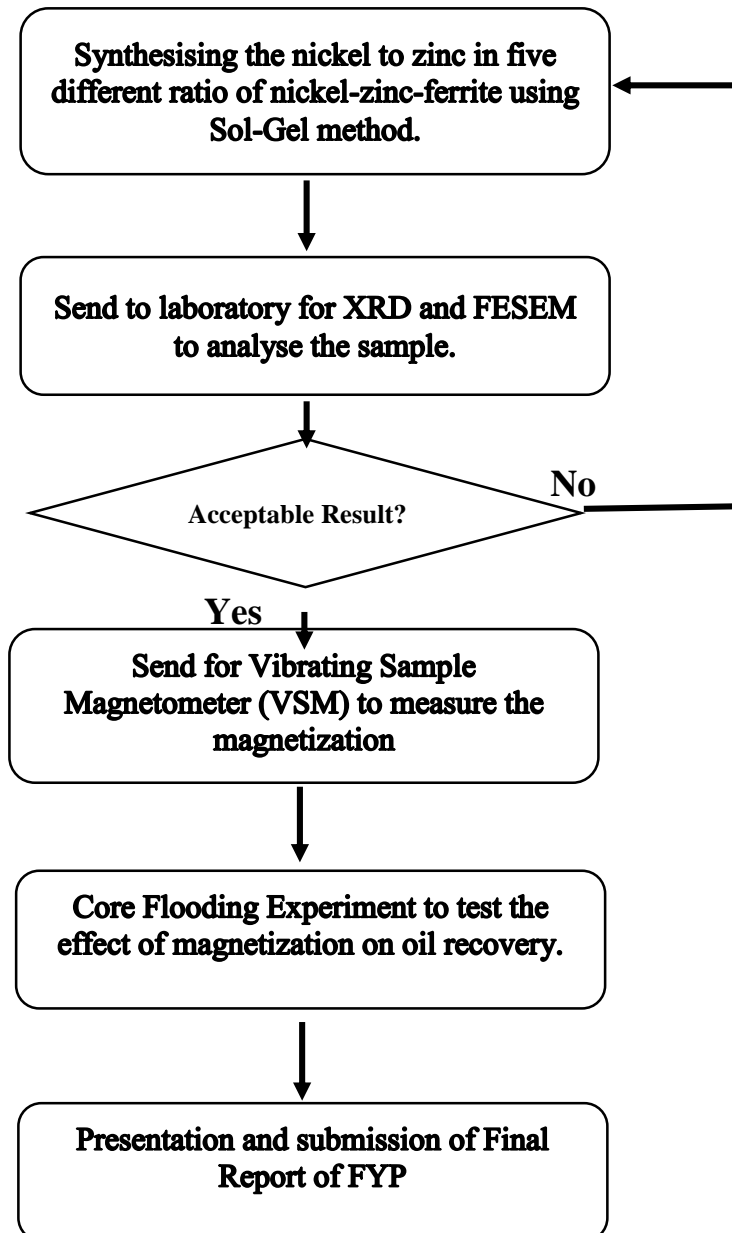 Synthesising the nickel to zinc in five
different ratio of nickel-zinc-ferrite using
Sol-Gel method.
Send to laboratory for XRD and FESEM
to analyse the sample.
No
Acceptable Result?
Yes
Send for Vibrating Sample
Magnetometer (VSM) to measure the
magnetization
Core Flooding Experiment to test the
effect of magnetization on oil recovery.
Presentation and submission of Final
Report of FYP